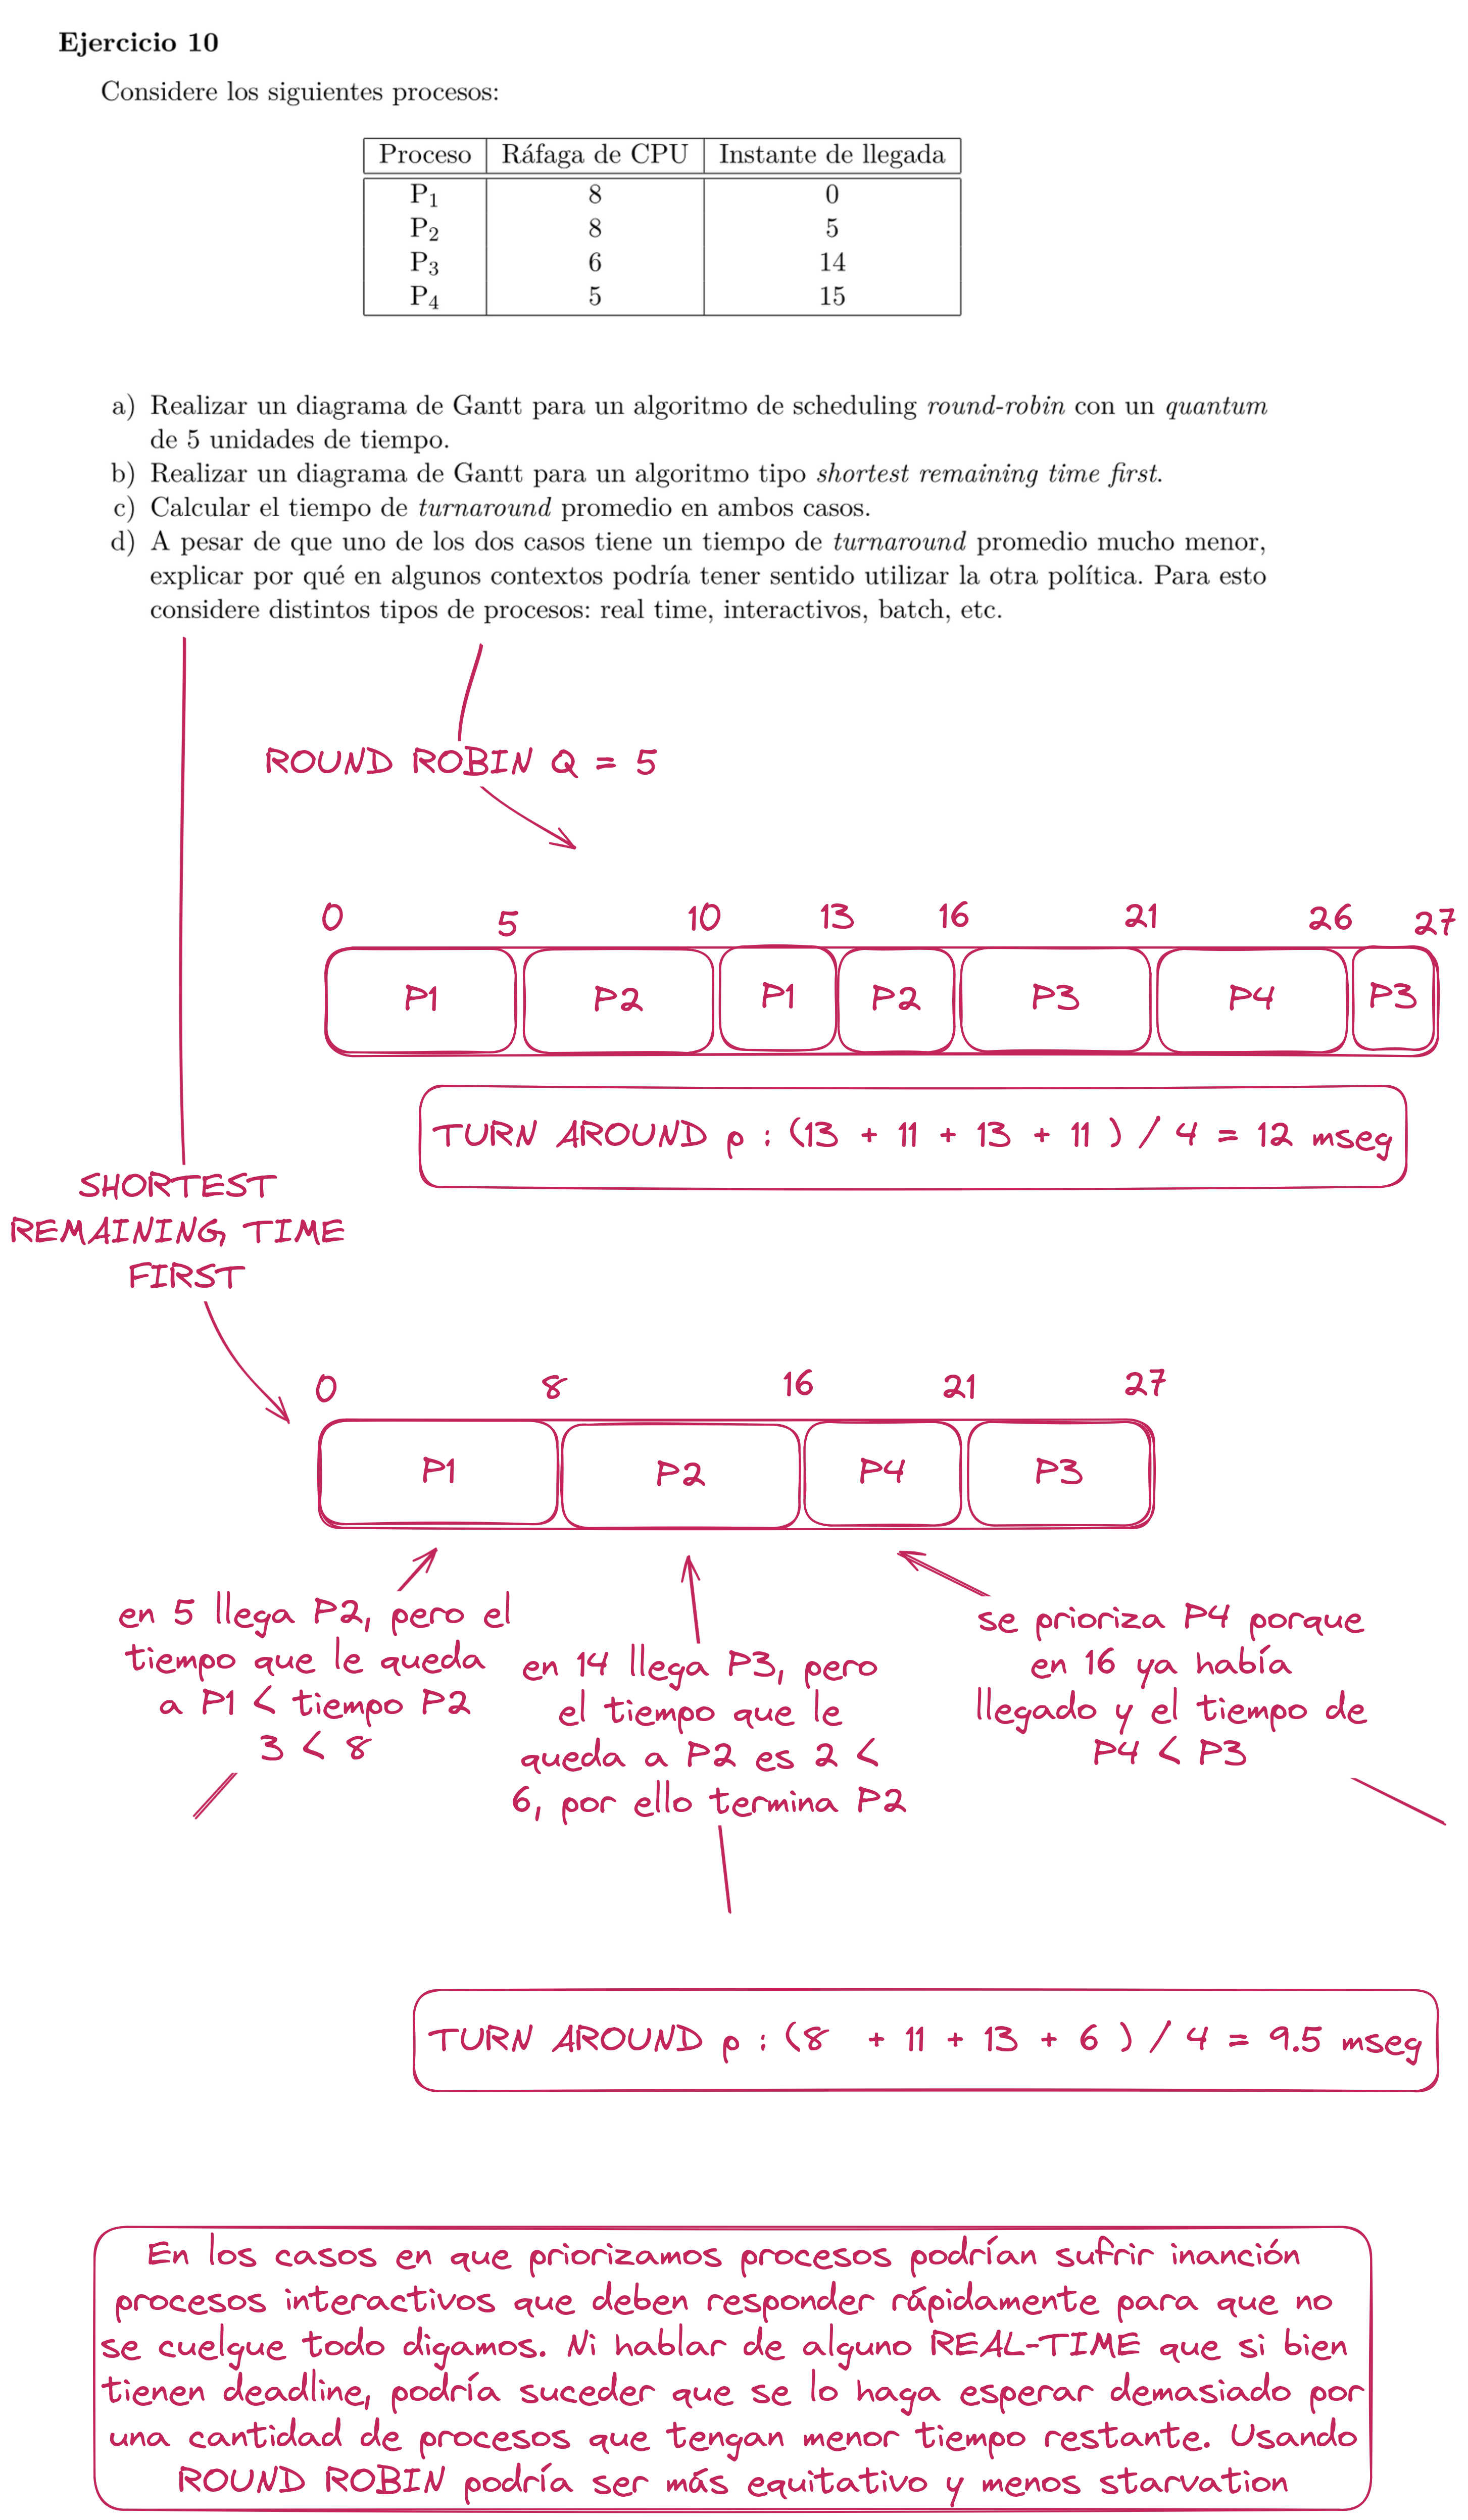 Ejercicio 10
Considere los siguientes procesos:
Proceso Ráfaga de CPU Instante de llegada
P1 8 0
P2 8 5
P3 6 14
P4 5 15
a) Realizar un diagrama de Gantt para un algoritmo de scheduling round-robin con un quantum
de 5 unidades de tiempo.
b) Realizar un diagrama de Gantt para un algoritmo tipo shortest remaining time first.
c) Calcular el tiempo de turnaround promedio en ambos casos.
d) A pesar de que uno de los dos casos tiene un tiempo de turnaround promedio mucho menor,
explicar por qué en algunos contextos podría tener sentido utilizar la otra política. Para esto
considere distintos tipos de procesos: real time, interactivos, batch, etc.
ROUND ROBIN Q = 5
0 5 10 13 16 21 26 27
P1 P2 P1 P2 P3 P4 P3
TURN AROUND p : (13 + 11 + 13 + 11 ) / 4 = 12 mseg
SHORTEST
REMAINING TIME
FIRST
0 8 16 21 27
P1 P2 P4 P3
en 5 llega P2, pero el
tiempo que le queda
a P1 < tiempo P2
3 < 8
en 14 llega P3, pero
el tiempo que le
queda a P2 es 2 <
6, por ello termina P2
se prioriza P4 porque
en 16 ya había
llegado y el tiempo de
P4 < P3
TURN AROUND p : (8 + 11 + 13 + 6 ) / 4 = 9.5 mseg
En los casos en que priorizamos procesos podrían sufrir inanción
procesos interactivos que deben responder rápidamente para que no
se cuelgue todo digamos. Ni hablar de alguno REAL-TIME que si bien
tienen deadline, podría suceder que se lo haga esperar demasiado por
una cantidad de procesos que tengan menor tiempo restante. Usando
ROUND ROBIN podría ser más equitativo y menos starvation